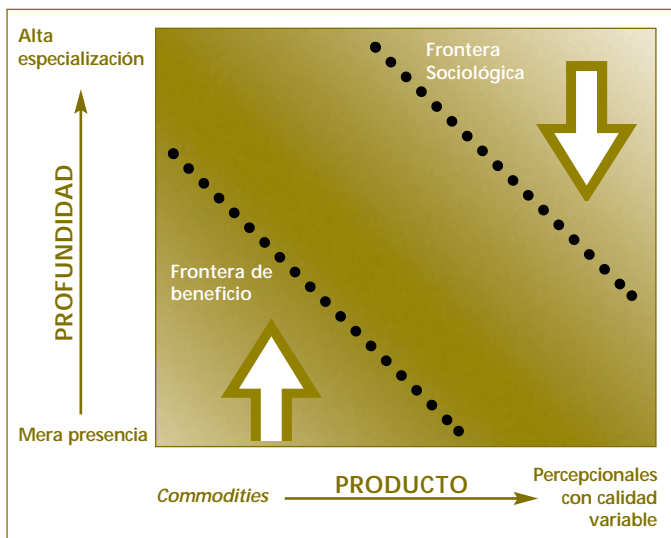 Alta
especialización
Frontera
Sociológica
PROFUNDIDAD
Frontera de
beneficio
Mera presencia
Commodities
PRODUCTO
Percepcionales
con calidad
variable